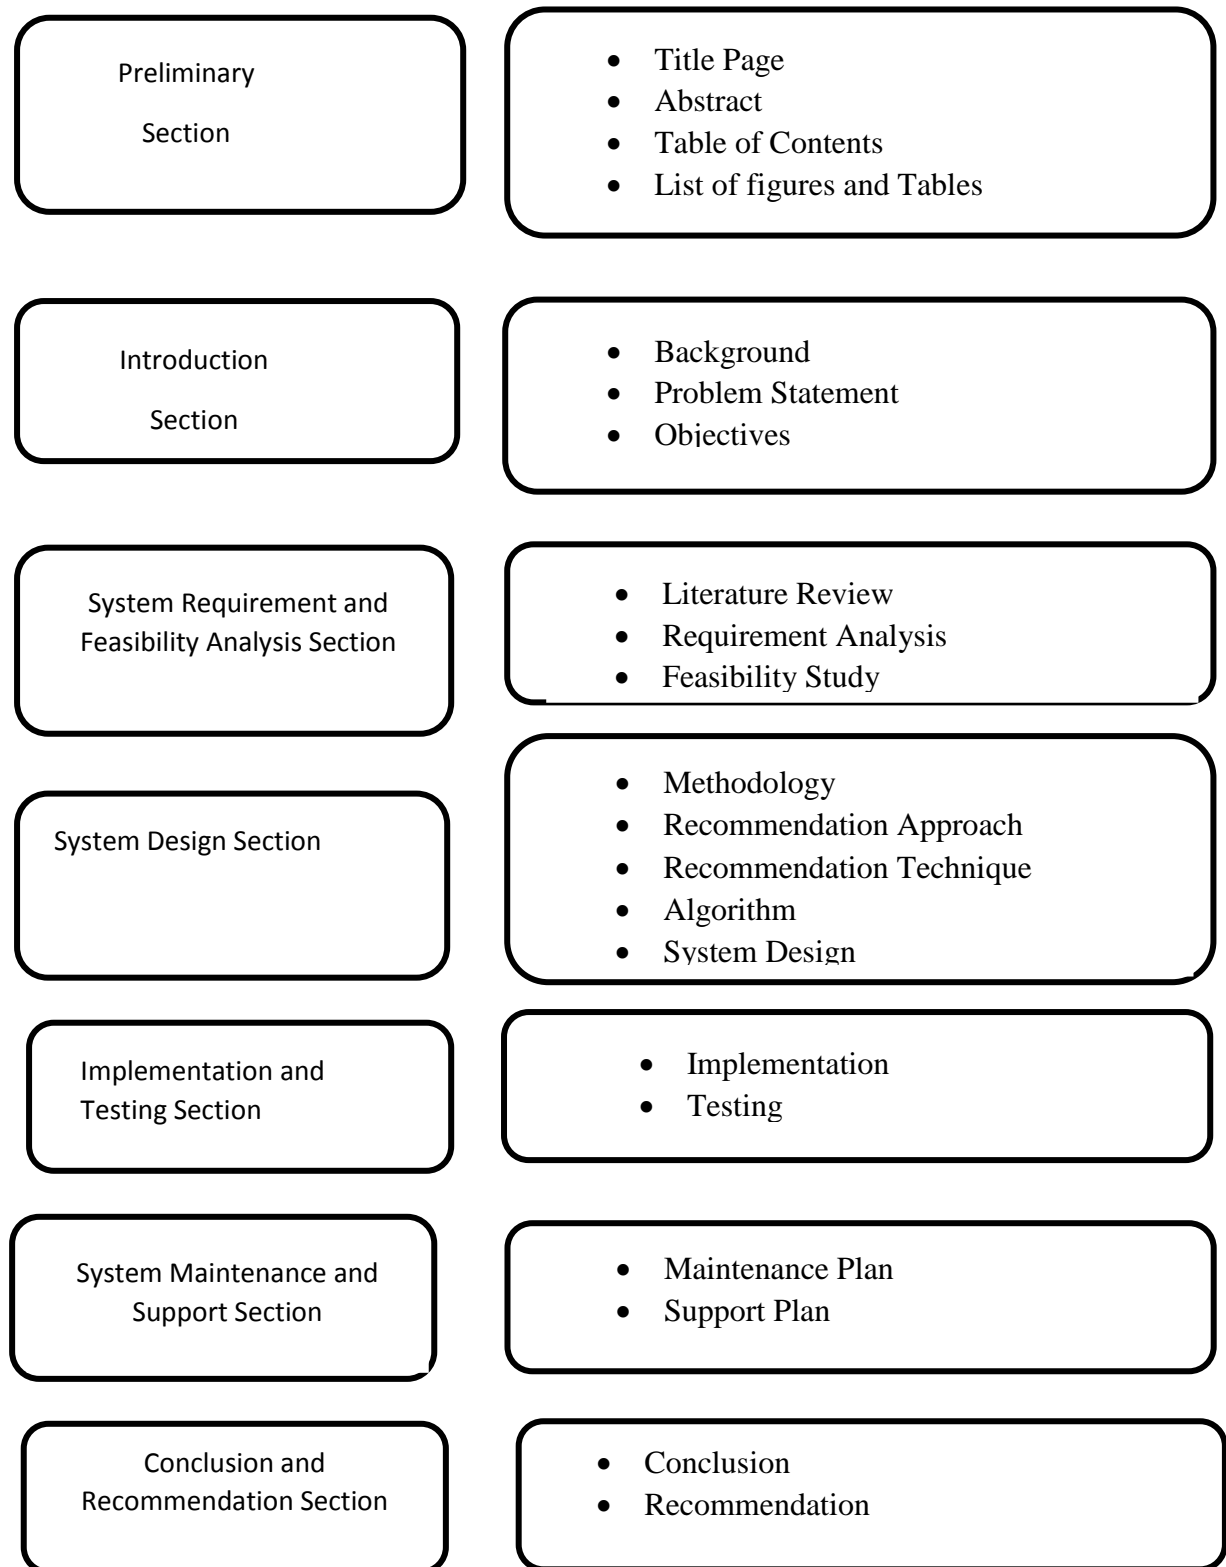 Preliminary
Section
• Title Page
• Abstract
• Table of Contents
• List of figures and Tables
Introduction
Section
• Background
• Problem Statement
• Objectives
System Requirement and
Feasibility Analysis Section
• Literature Review
• Requirement Analysis
• Feasibility Study
System Design Section
• Methodology
• Recommendation Approach
• Recommendation Technique
• Algorithm
• System Design
Implementation and
Testing Section
• Implementation
• Testing
System Maintenance and
Support Section
• Maintenance Plan
• Support Plan
Conclusion and
Recommendation Section
• Conclusion
• Recommendation